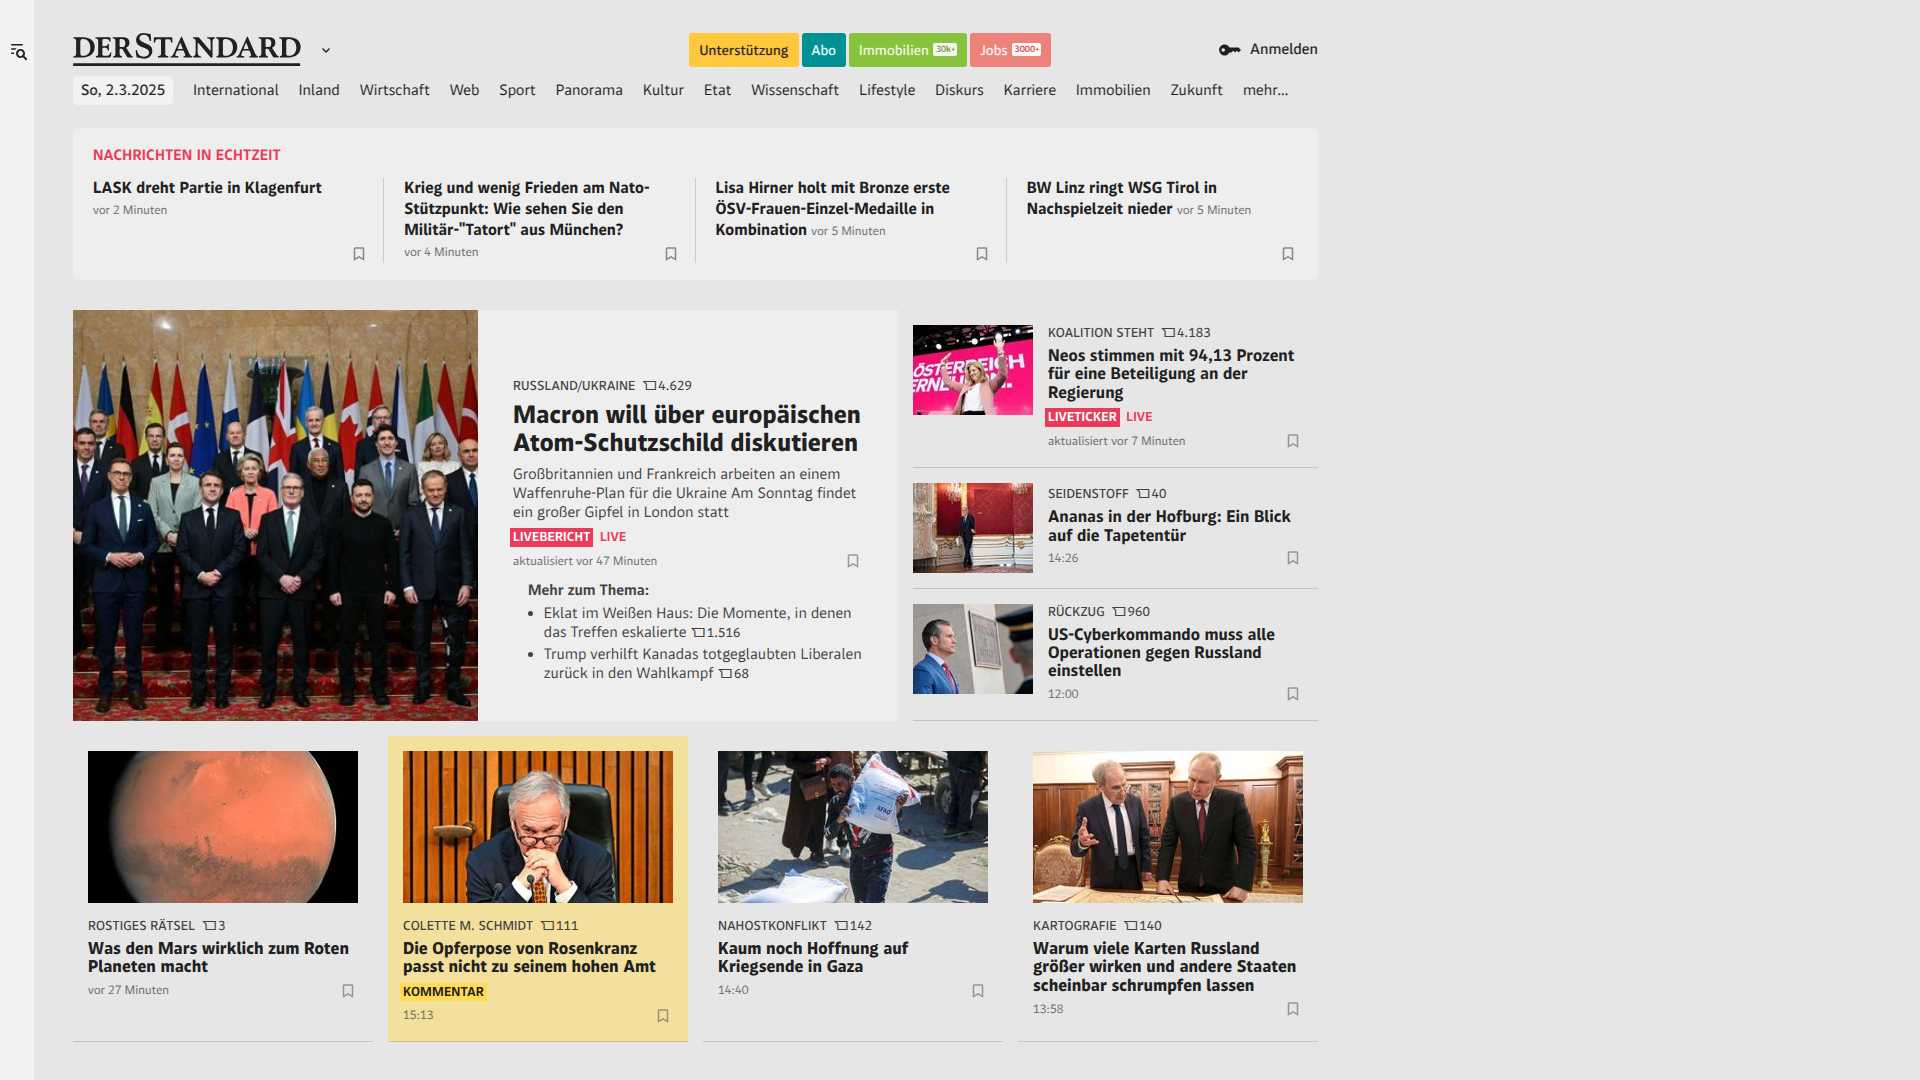 DERSTANDARD
Unterstützung
Abo
Immobilien 30k+
Jobs 3000+
Anmelden
So, 2.3.2025
International
Inland
Wirtschaft
Web
Sport
Panorama
Kultur
Etat
Wissenschaft
Lifestyle
Diskurs
Karriere
Immobilien
Zukunft
mehr...
NACHRICHTEN IN ECHTZEIT
LASK dreht Partie in Klagenfurt
vor 2 Minuten
Krieg und wenig Frieden am Nato-
Stützpunkt: Wie sehen Sie den
Militär-"Tatort" aus München?
vor 4 Minuten
Lisa Hirner holt mit Bronze erste
ÖSV-Frauen-Einzel-Medaille in
Kombination vor 5 Minuten
BW Linz ringt WSG Tirol in
Nachspielzeit nieder vor 5 Minuten
RUSSLAND/UKRAINE 4.629
Macron will über europäischen
Atom-Schutzschild diskutieren
Großbritannien und Frankreich arbeiten an einem
Waffenruhe-Plan für die Ukraine Am Sonntag findet
ein großer Gipfel in London statt
LIVEBERICHT LIVE
aktualisiert vor 47 Minuten
Mehr zum Thema:
• Eklat im Weißen Haus: Die Momente, in denen
das Treffen eskalierte 1.516
• Trump verhilft Kanadas totgeglaubten Liberalen
zurück in den Wahlkampf 68
ÖSTERREICH
ERNEUERN.
KOALITION STEHT 4.183
Neos stimmen mit 94,13 Prozent
für eine Beteiligung an der
Regierung
LIVETICKER LIVE
aktualisiert vor 7 Minuten
SEIDENSTOFF 40
Ananas in der Hofburg: Ein Blick
auf die Tapetentür
14:26
RÜCKZUG 960
US-Cyberkommando muss alle
Operationen gegen Russland
einstellen
12:00
ROSTIGES RÄTSEL 3
Was den Mars wirklich zum Roten
Planeten macht
vor 27 Minuten
COLETTE M. SCHMIDT 111
Die Opferpose von Rosenkranz
passt nicht zu seinem hohen Amt
KOMMENTAR
15:13
AFAD
NAHOSTKONFLIKT 142
Kaum noch Hoffnung auf
Kriegsende in Gaza
14:40
KARTOGRAFIE 140
Warum viele Karten Russland
größer wirken und andere Staaten
scheinbar schrumpfen lassen
13:58